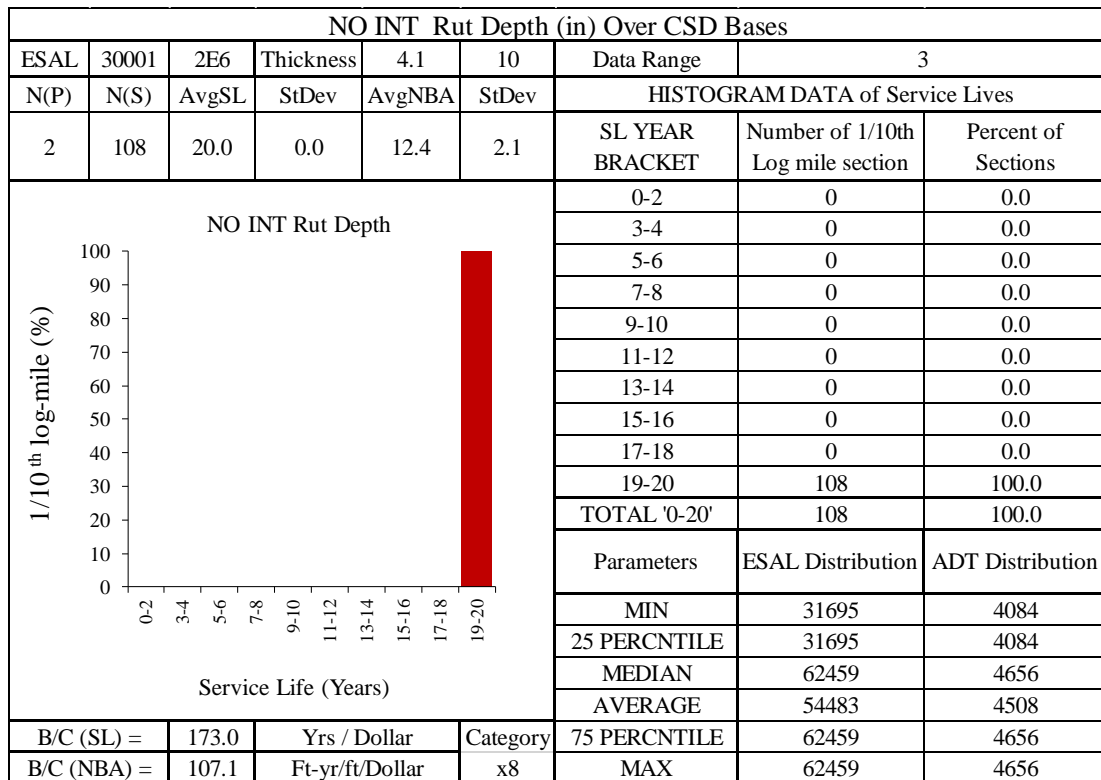 NO INT Rut Depth (in) Over CSD Bases
ESAL 30001 2E6 Thickness 4.1 10 Data Range 3
N(P) N(S) AvgSL StDev AvgNBA StDev HISTOGRAM DATA of Service Lives
2 108 20.0 0.0 12.4 2.1
SL YEAR BRACKET Number of 1/10th Log mile section Percent of Sections
0-2 0 0.0
3-4 0 0.0
5-6 0 0.0
7-8 0 0.0
9-10 0 0.0
11-12 0 0.0
13-14 0 0.0
15-16 0 0.0
17-18 0 0.0
19-20 108 100.0
TOTAL '0-20' 108 100.0
Parameters ESAL Distribution ADT Distribution
MIN 31695 4084
25 PERCNTILE 31695 4084
MEDIAN 62459 4656
AVERAGE 54483 4508
75 PERCNTILE 62459 4656
MAX 62459 4656
NO INT Rut Depth
1/10 th log-mile (%)
100
90
80
70
60
50
40
30
20
10
0
0-2 3-4 5-6 7-8 9-10 11-12 13-14 15-16 17-18 19-20
Service Life (Years)
B/C (SL) = 173.0 Yrs / Dollar Category
B/C (NBA) = 107.1 Ft-yr/ft/Dollar x8